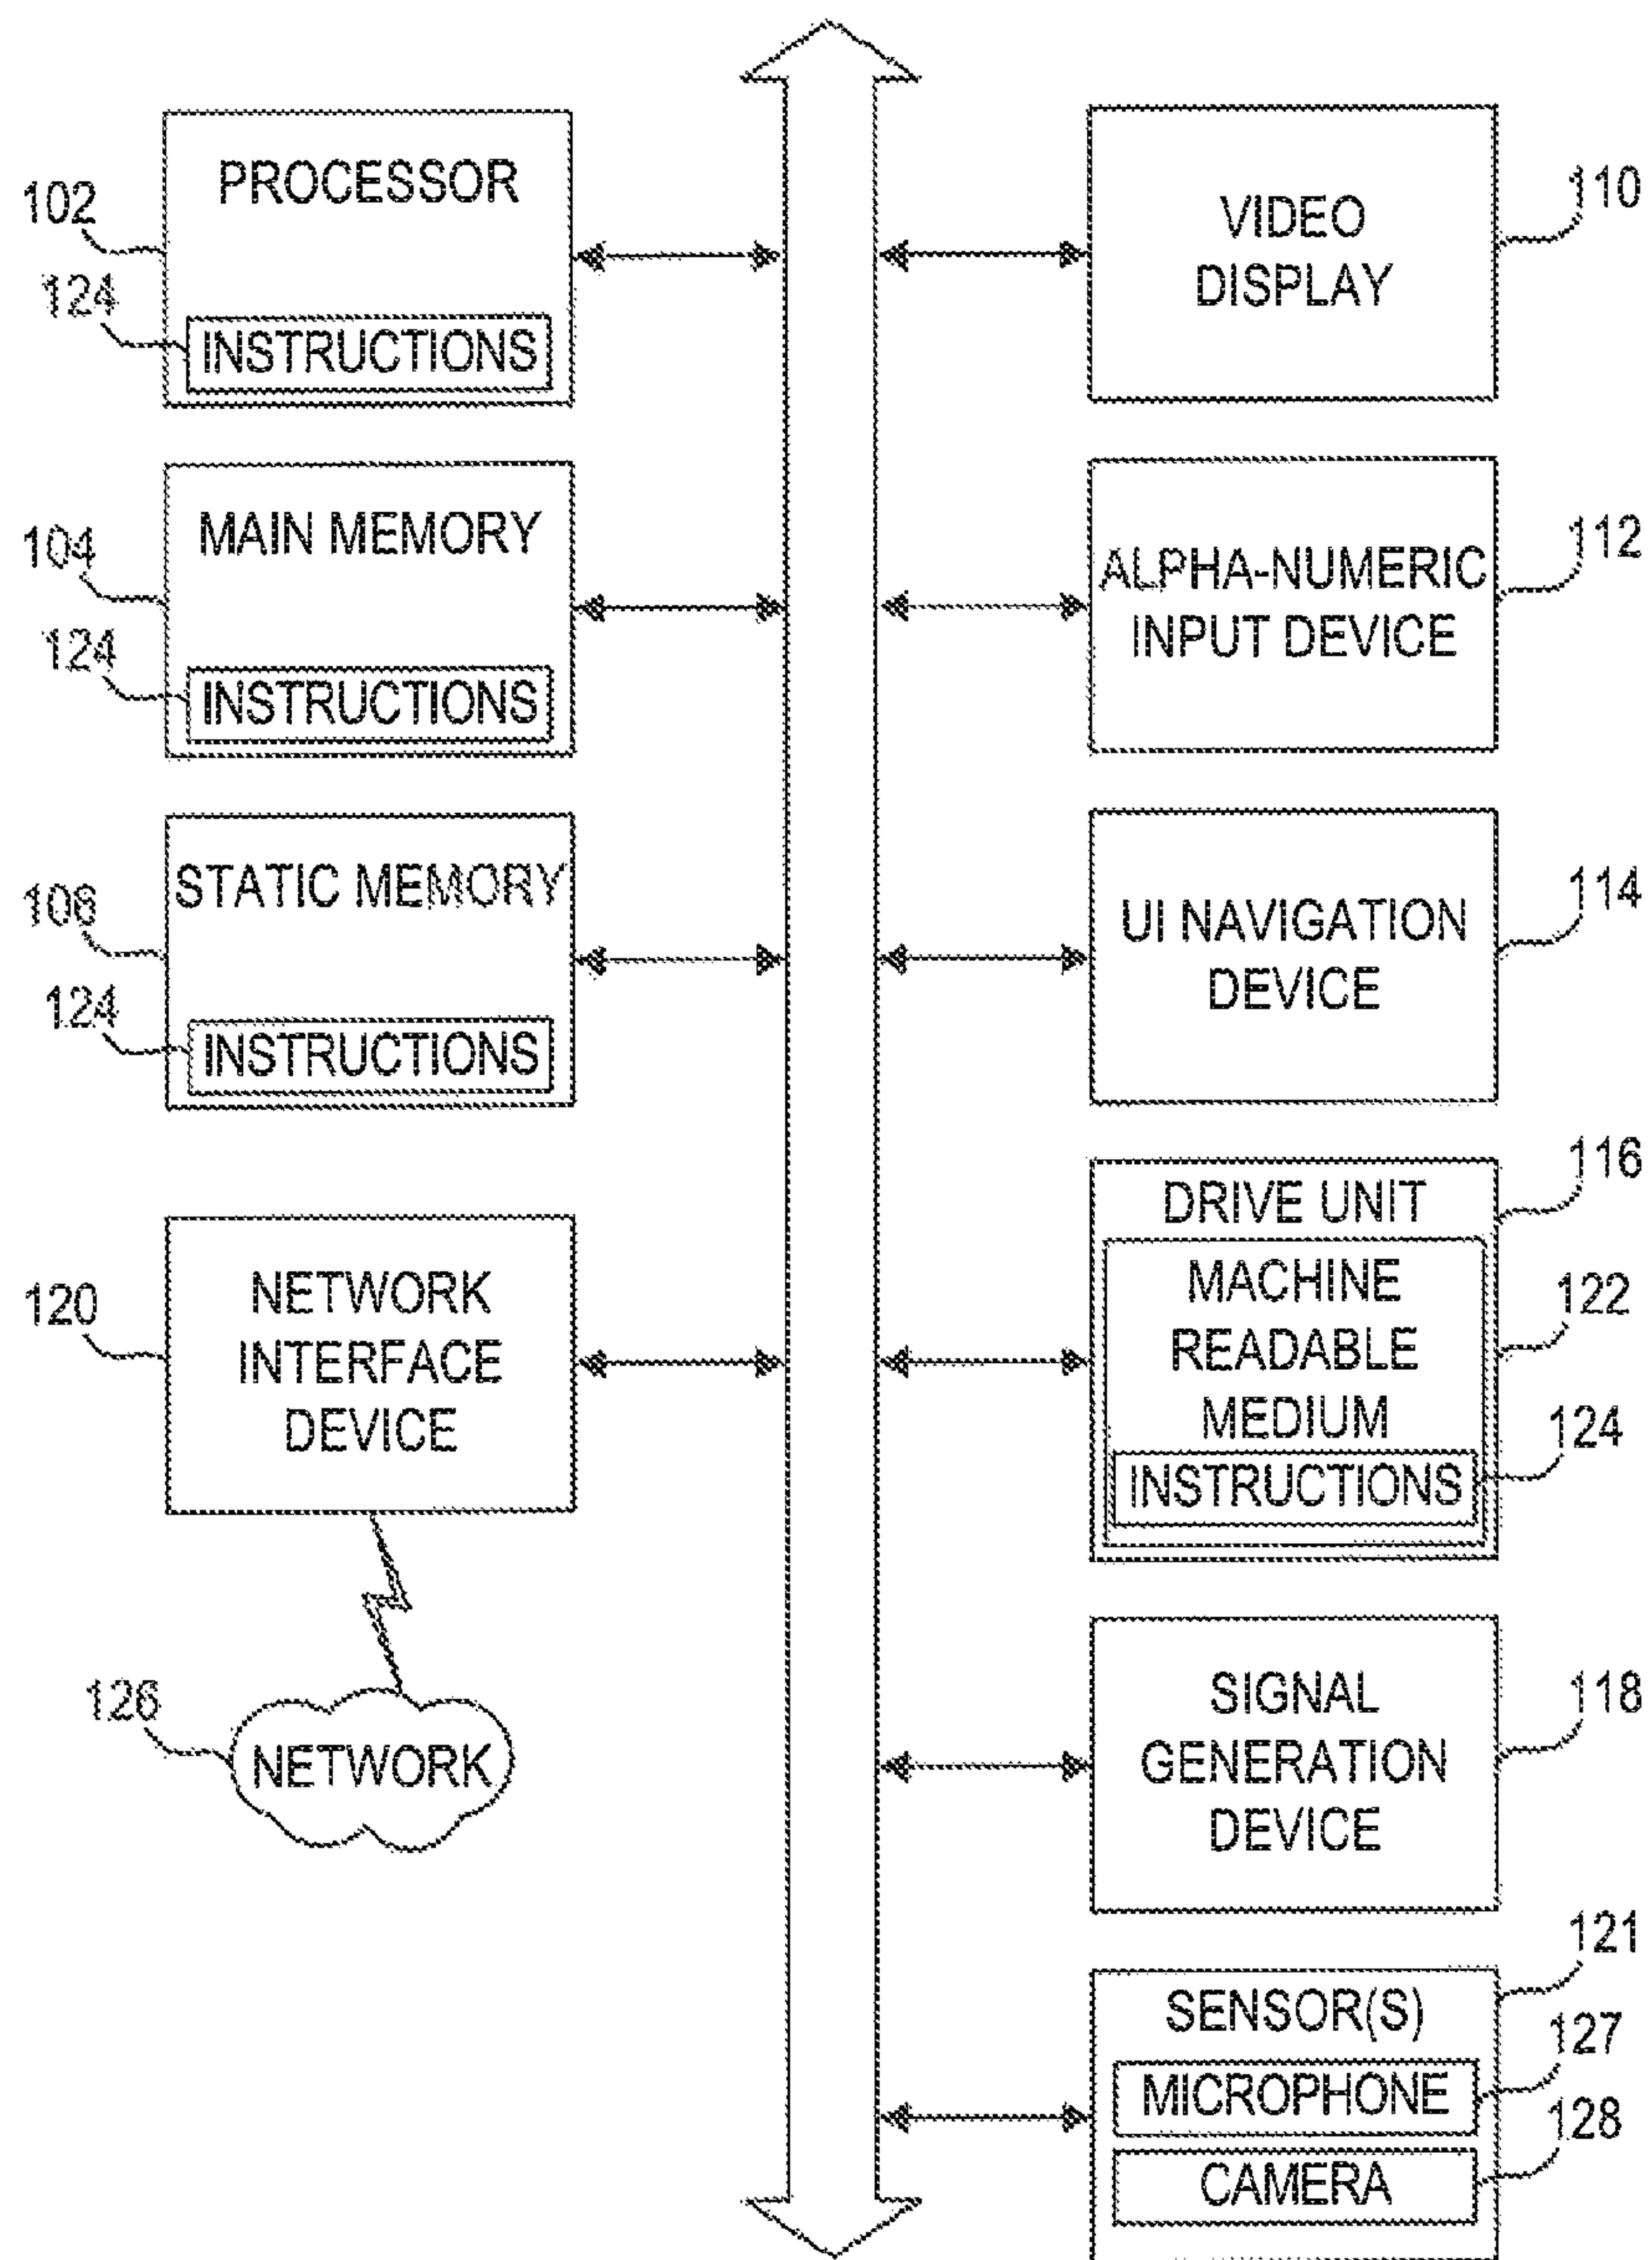 PROCESSOR
102
124
INSTRUCTIONS
MAIN MEMORY
104
124
INSTRUCTIONS
STATIC MEMORY
106
124
INSTRUCTIONS
NETWORK
INTERFACE
DEVICE
120
126
NETWORK
VIDEO
DISPLAY
110
ALPHA-NUMERIC
INPUT DEVICE
112
UI NAVIGATION
DEVICE
114
116
DRIVE UNIT
MACHINE
READABLE
MEDIUM
122
124
INSTRUCTIONS
SIGNAL
GENERATION
DEVICE
118
121
SENSOR(S)
127
MICROPHONE
128
CAMERA